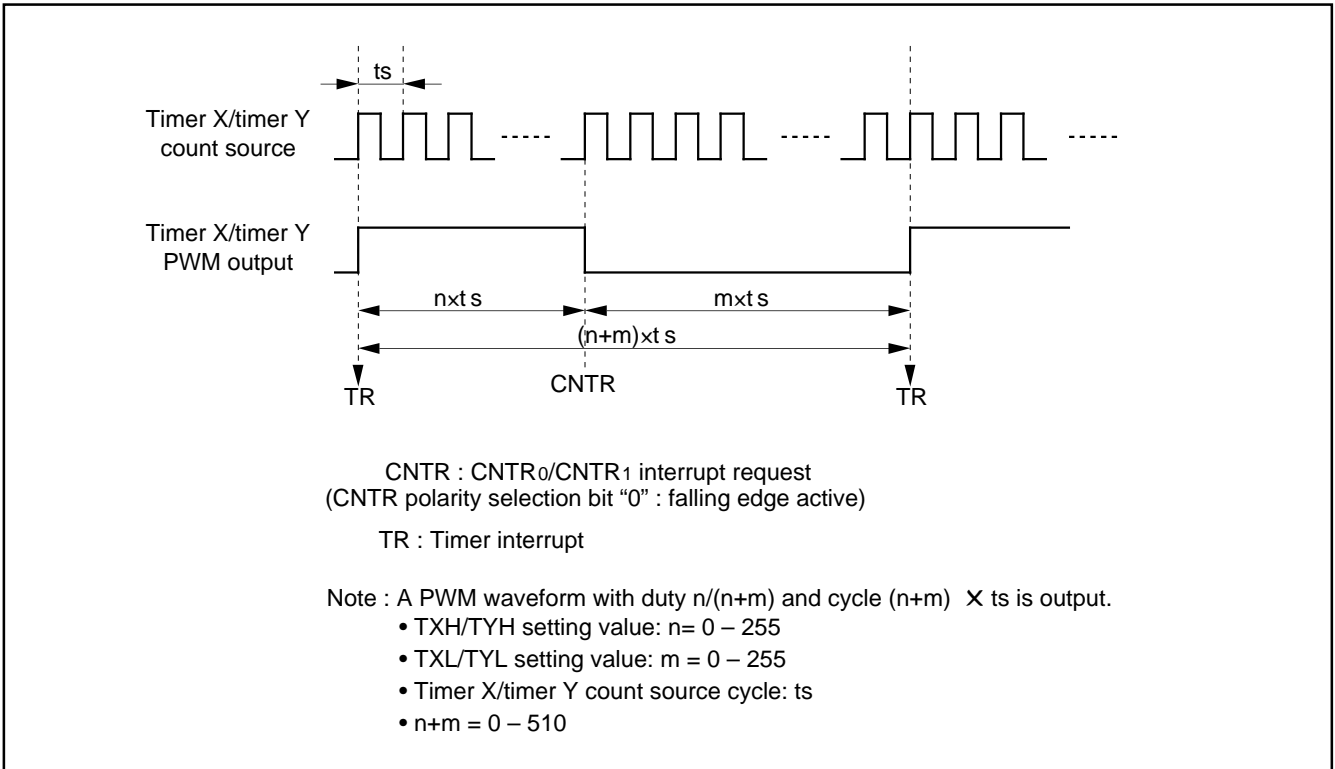 ts
Timer X/timer Y
count source
Timer X/timer Y
PWM output
n×t s
m×t s
(n+m)×t s
TR
CNTR
TR
CNTR : CNTR0/CNTR1 interrupt request
(CNTR polarity selection bit “0” : falling edge active)
TR : Timer interrupt
Note : A PWM waveform with duty n/(n+m) and cycle (n+m) × ts is output.
• TXH/TYH setting value: n= 0 – 255
• TXL/TYL setting value: m = 0 – 255
• Timer X/timer Y count source cycle: ts
• n+m = 0 – 510